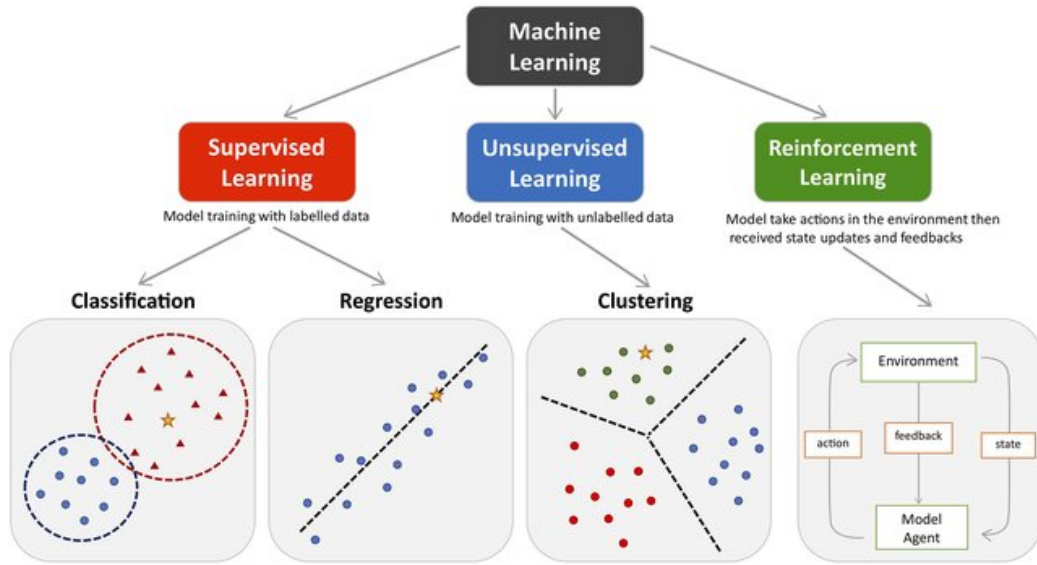 Machine
Learning
Supervised
Learning
Unsupervised
Learning
Reinforcement
Learning
Model training with labelled data
Model training with unlabelled data
Model take actions in the environment then
received state updates and feedbacks
Classification
Regression
Clustering
Environment
action
feedback
state
Model
Agent